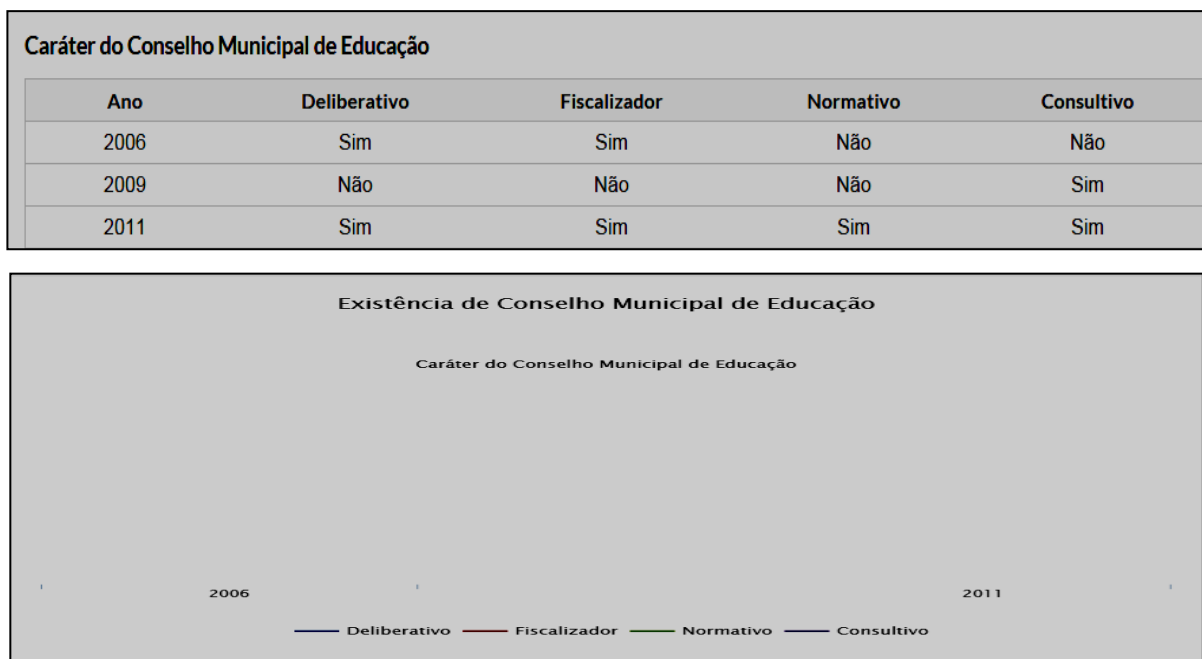 Caráter do Conselho Municipal de Educação
Ano Deliberativo Fiscalizador Normativo Consultivo
2006 Sim Sim Não Não
2009 Não Não Não Sim
2011 Sim Sim Sim Sim
Existência de Conselho Municipal de Educação
Caráter do Conselho Municipal de Educação
2006 2011
Deliberativo Fiscalizador Normativo Consultivo